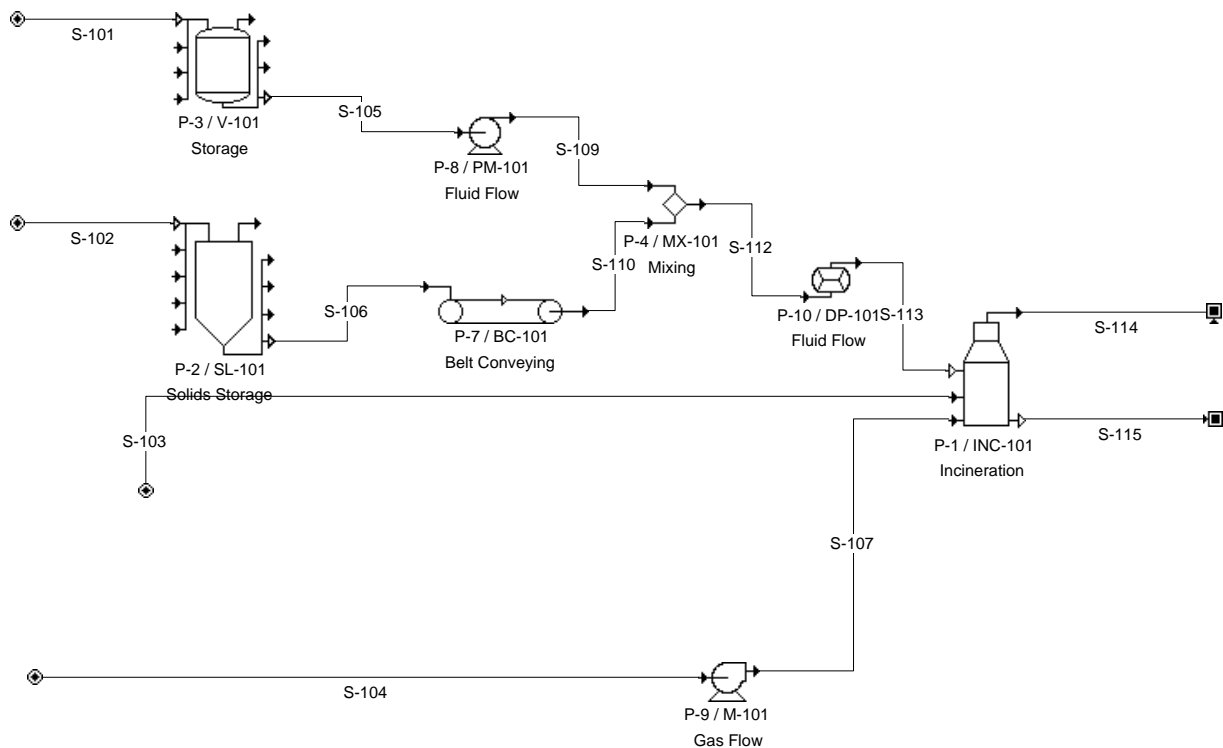 S-101
S-105
P-3 / V-101
Storage
S-109
P-8 / PM-101
Fluid Flow
S-102
S-110
P-4 / MX-101
Mixing
S-112
S-106
P-7 / BC-101
Belt Conveying
P-10 / DP-101
Fluid Flow
S-113
S-114
P-2 / SL-101
Solids Storage
S-103
S-115
P-1 / INC-101
Incineration
S-107
S-104
P-9 / M-101
Gas Flow